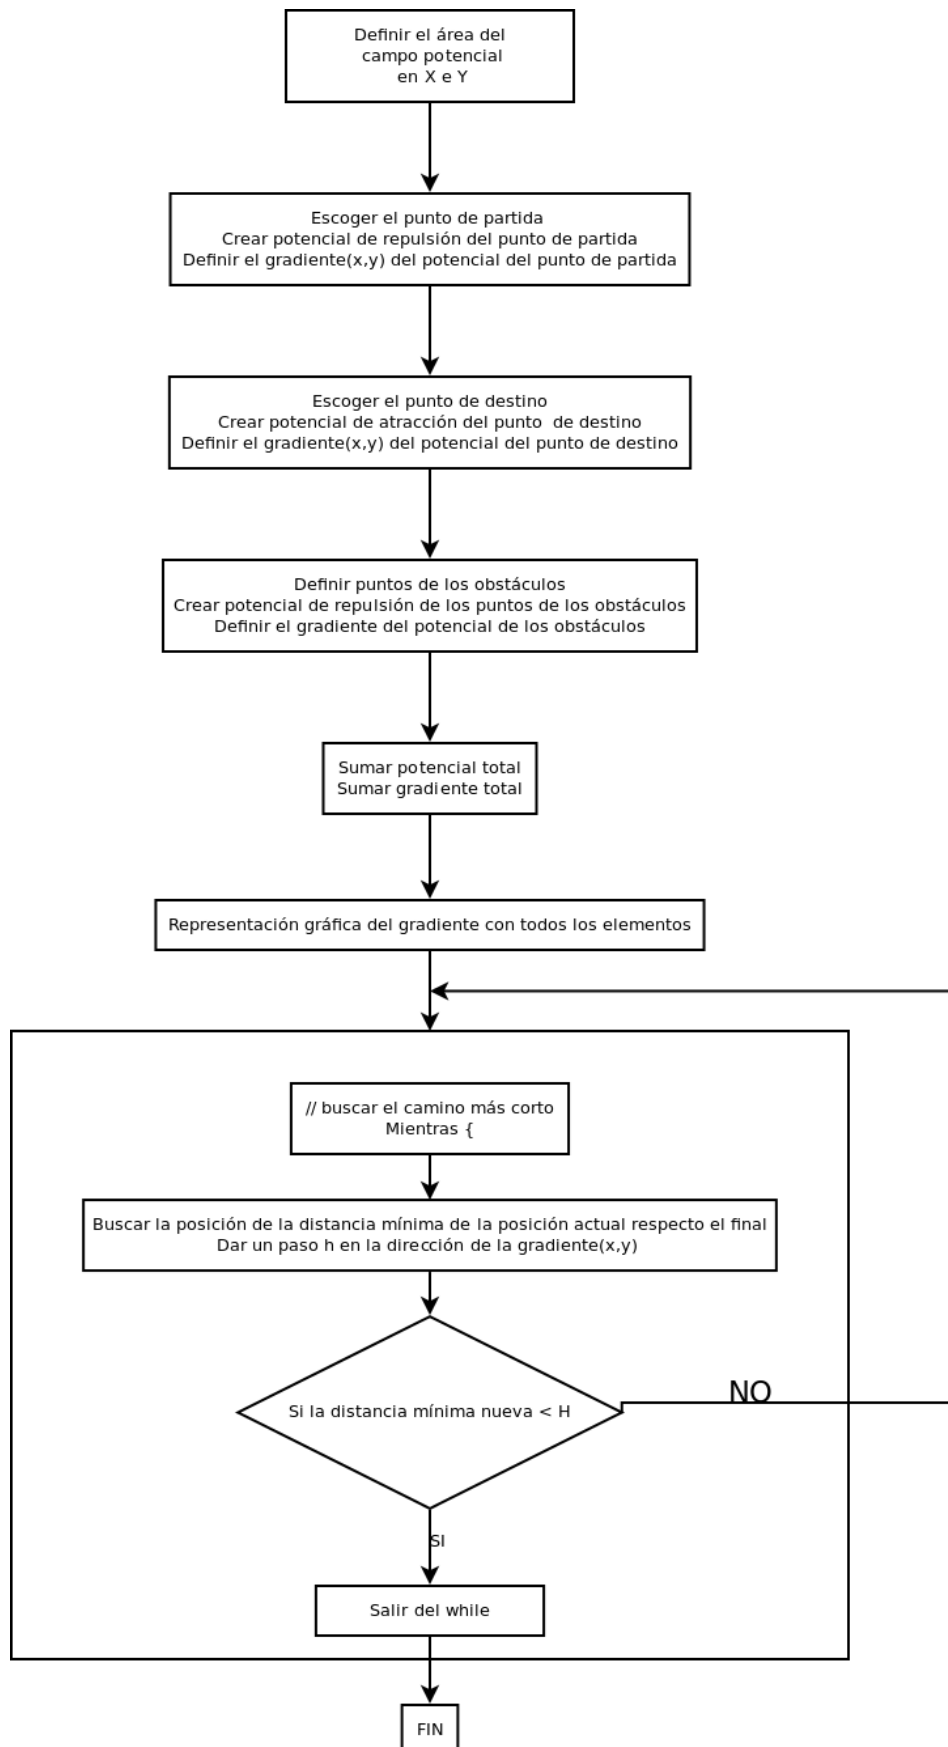 Definir el área del
campo potencial
en X e Y
Escoger el punto de partida
Crear potencial de repulsión del punto de partida
Definir el gradiente(x,y) del potencial del punto de partida
Escoger el punto de destino
Crear potencial de atracción del punto  de destino
Definir el gradiente(x,y) del potencial del punto de destino
Definir puntos de los obstáculos
Crear potencial de repulsión de los puntos de los obstáculos
Definir el gradiente del potencial de los obstáculos
Sumar potencial total
Sumar gradiente total
Representación gráfica del gradiente con todos los elementos
// buscar el camino más corto
Mientras {
Buscar la posición de la distancia mínima de la posición actual respecto el final
Dar un paso h en la dirección de la gradiente(x,y)
Si la distancia mínima nueva < H
NO
SI
Salir del while
FIN